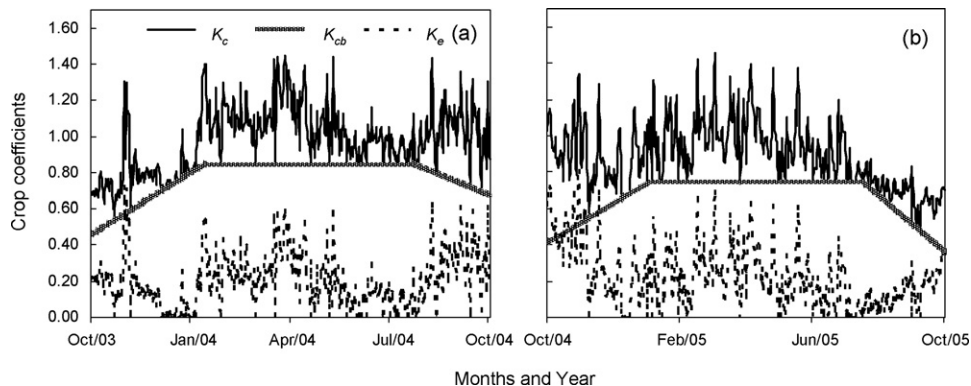 1.60
1.40
1.20
1.00
0.80
0.60
0.40
0.20
0.00
Crop coefficients
Kc Kcb Ke (a)
(b)
Oct/03 Jan/04 Apr/04 Jul/04 Oct/04
Oct/04 Feb/05 Jun/05 Oct/05
Months and Year